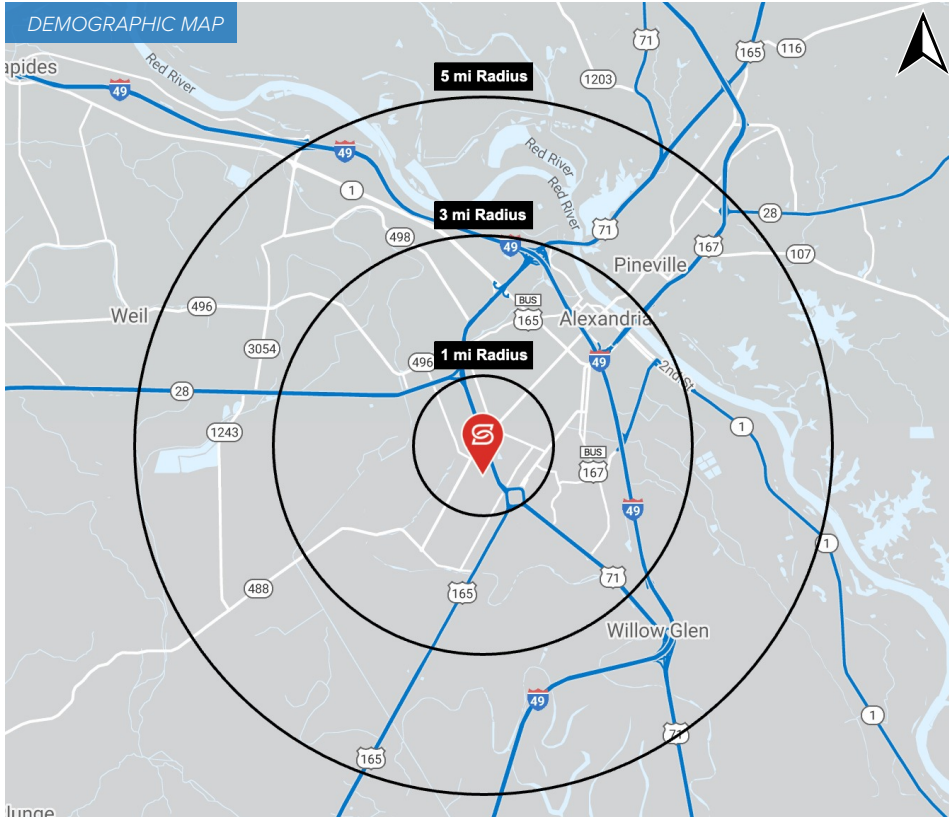 DEMOGRAPHIC MAP
71
165
116
apides
Red River
5 mi Radius
1203
49
49
Red River
1
Red River
3 mi Radius
28
71
498
49
167
107
Pineville
BUS
165
496
Weil
Alexandria
3054
1 mi Radius
496
49
2nd St
28
1
1243
BUS
167
49
1
71
488
165
Willow Glen
49
1
71
165
lunge